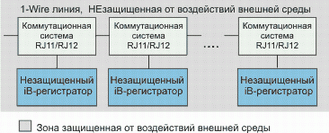 1-Wire линия, НЕзащищенная от воздействий внешней среды
Коммутационная система RJ11/RJ12
Коммутационная система RJ11/RJ12
....
Коммутационная система RJ11/RJ12
Незащищенный iB-регистратор
Незащищенный iB-регистратор
Незащищенный iB-регистратор
Зона защищенная от воздействий внешней среды